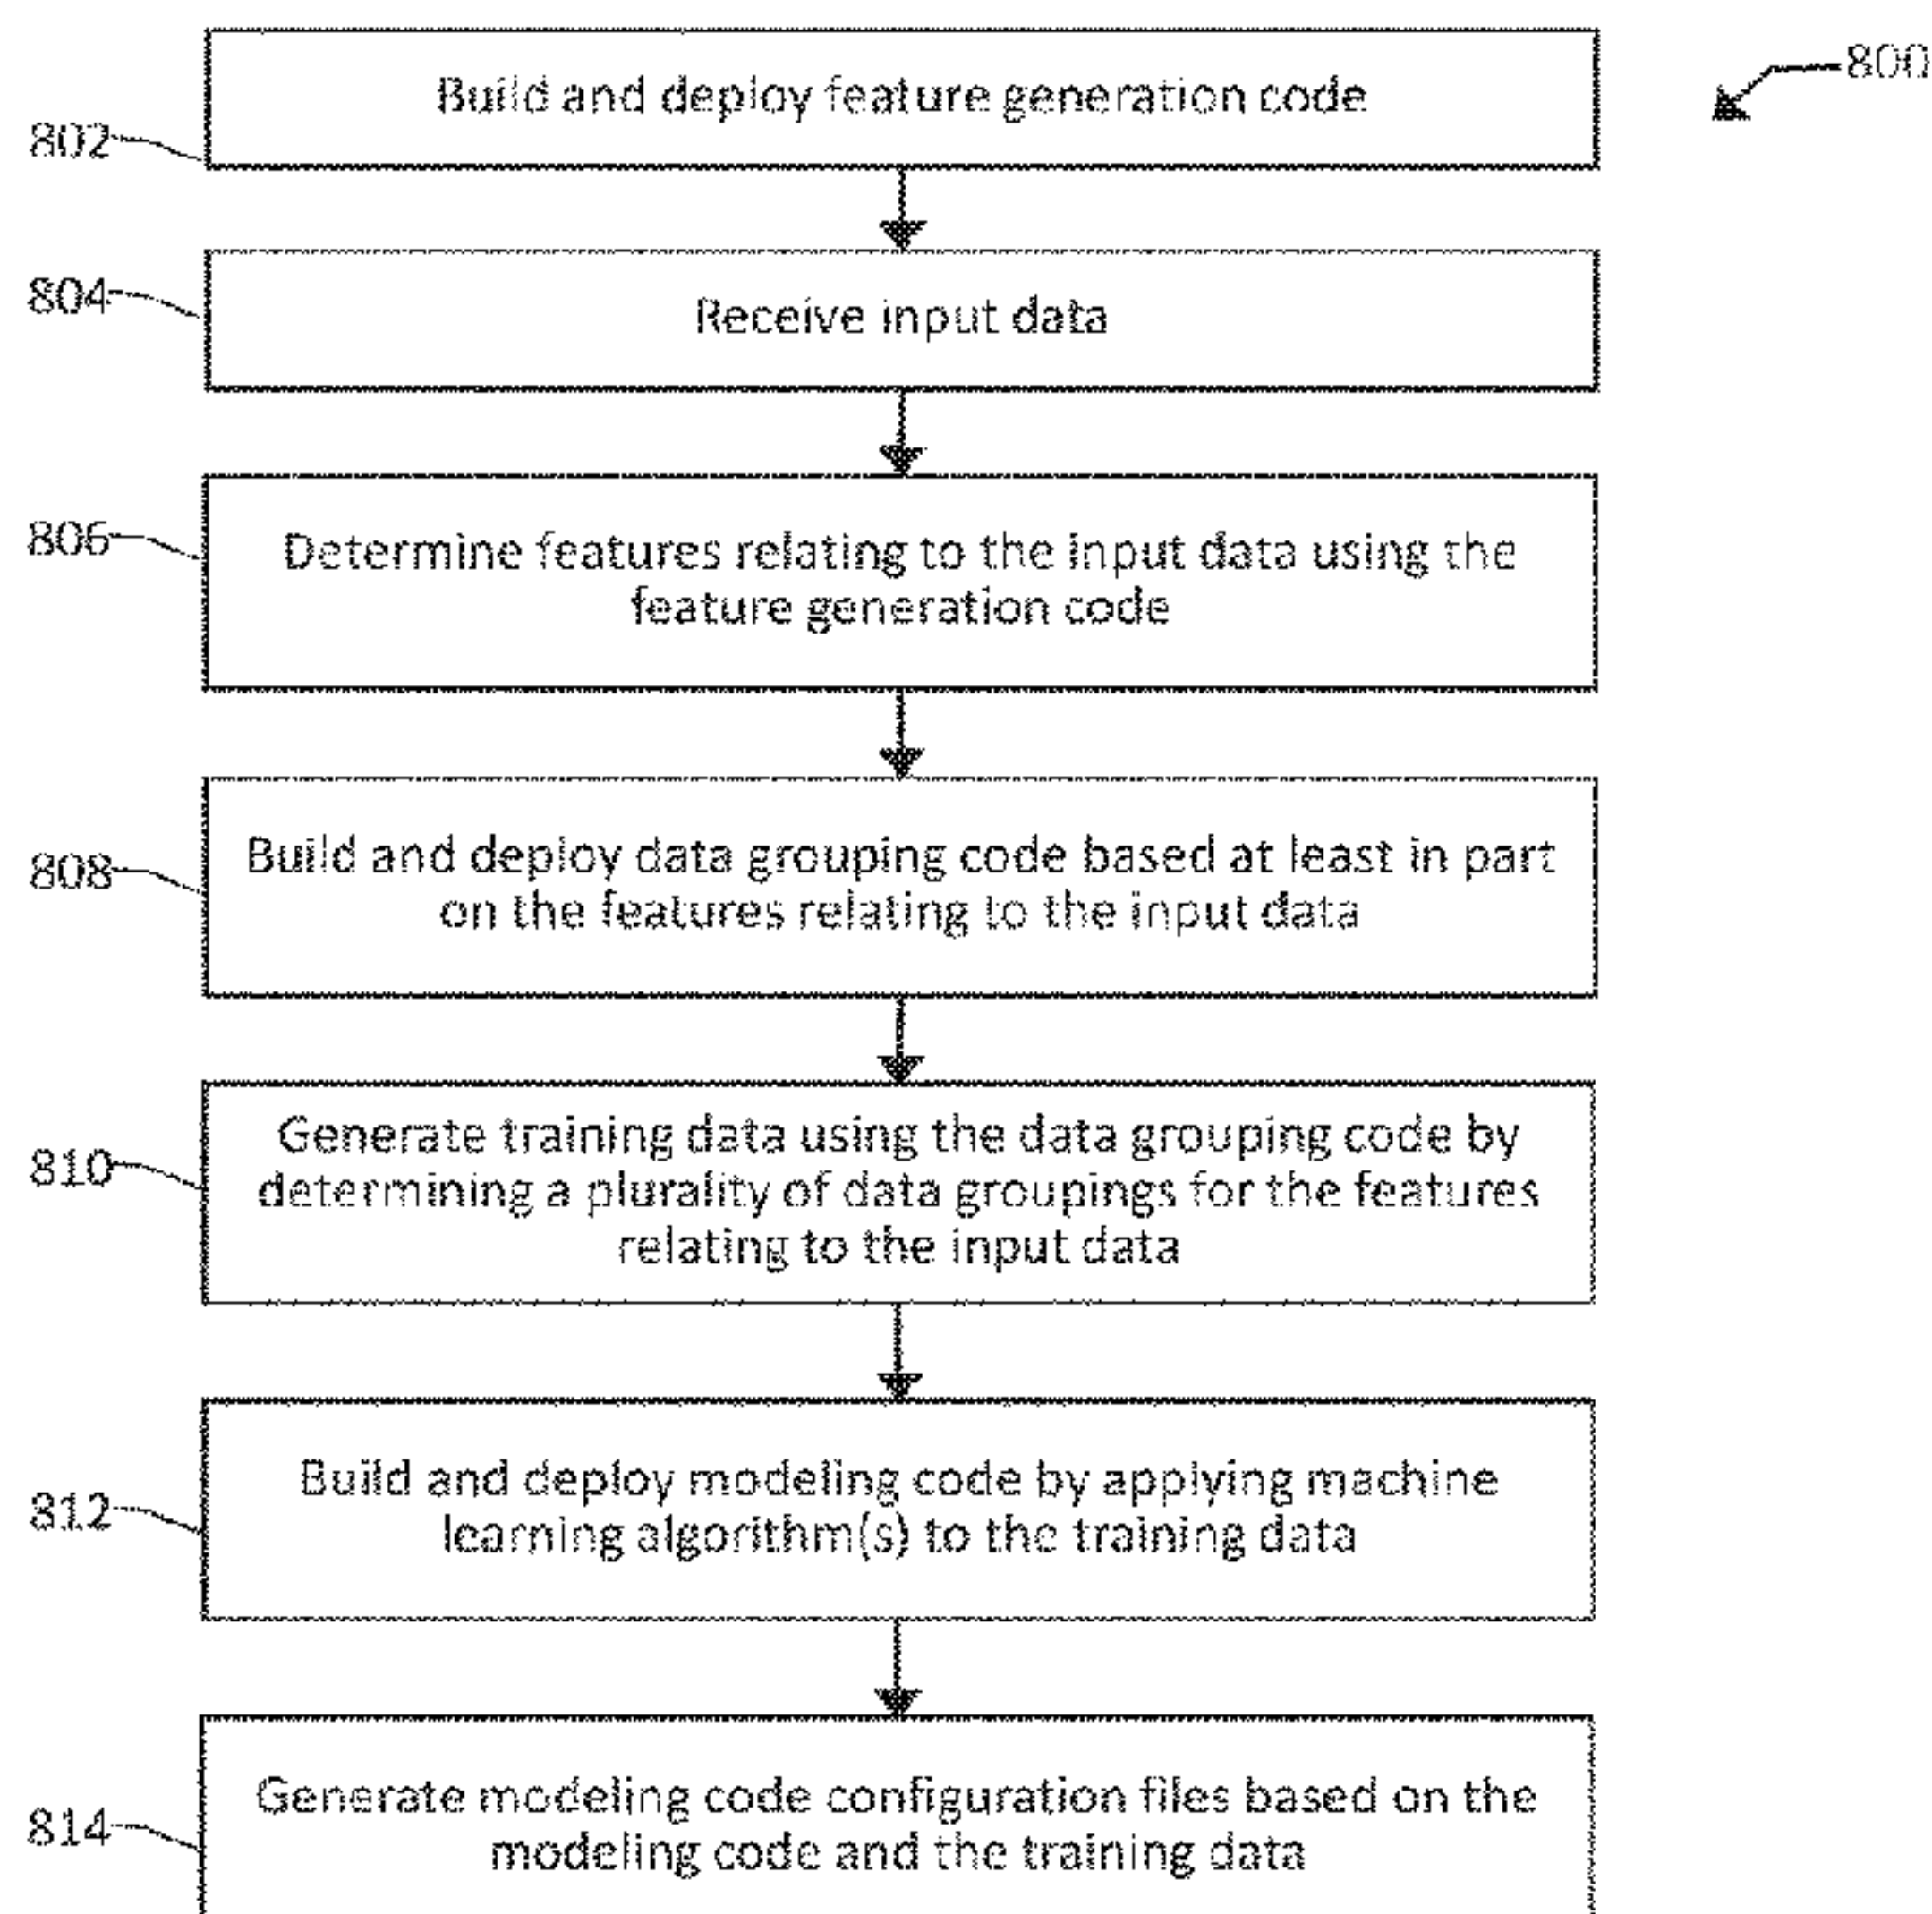 Build and deploy feature generation code
800
802
804
Receive input data
806
Determine features relating to the input data using the
feature generation code
808
Build and deploy data grouping code based at least in part
on the features relating to the input data
810
Generate training data using the data grouping code by
determining a plurality of data groupings for the features
relating to the input data
812
Build and deploy modeling code by applying machine
learning algorithm(s) to the training data
814
Generate modeling code configuration files based on the
modeling code and the training data